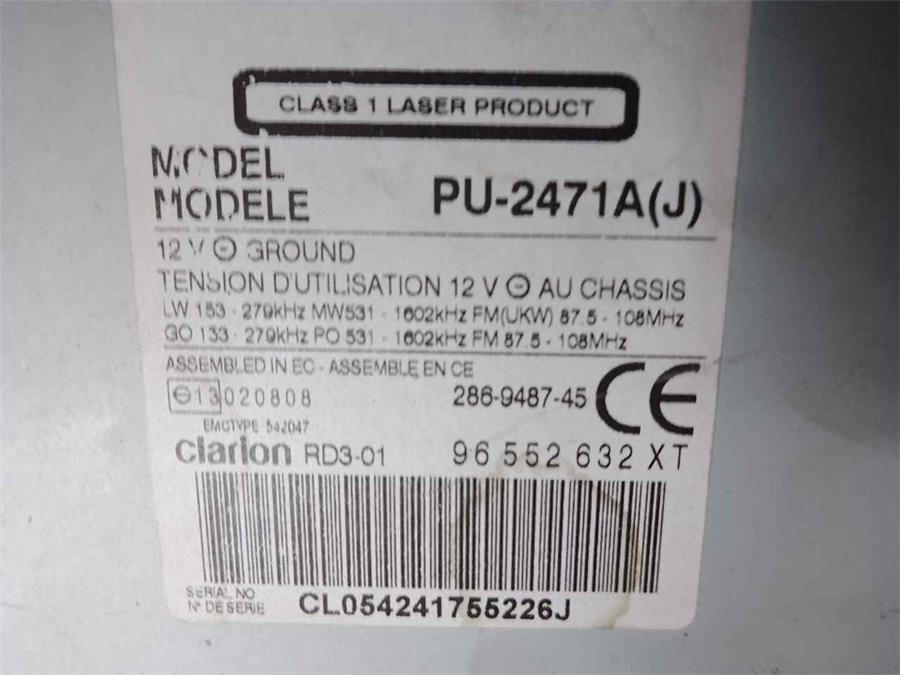 CLASS 1 LASER PRODUCT
MODEL
MODELE PU-2471A(J)
12 V ⊖ GROUND
TENSION D'UTILISATION 12 V ⊖ AU CHASSIS
LW 153 - 279kHz MW531 - 1602kHz FM(UKW) 87.5 - 108MHz
GO 153 - 279kHz PO 531 - 1602kHz FM 87.5 - 108MHz
ASSEMBLED IN EC - ASSEMBLE EN CE
e13 020808 286-9487-45 CE
EMCTYPE 542047
clarion RD3-01 96 552 632 XT
SERIAL NO
N° DE SERIE CL054241755226J